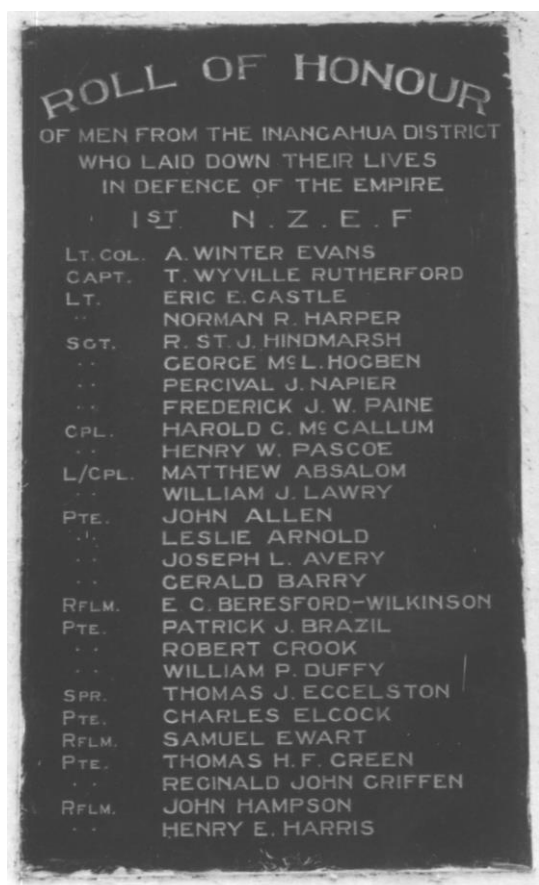 ROLL OF HONOUR
OF MEN FROM THE INANGAHUA DISTRICT
WHO LAID DOWN THEIR LIVES
IN DEFENCE OF THE EMPIRE
1ST N.Z.E.F
LT. COL. A. WINTER EVANS
CAPT. T. WYVILLE RUTHERFORD
LT. ERIC E. CASTLE
" NORMAN R. HARPER
SGT. R. ST. J. HINDMARSH
" GEORGE McL. HOGBEN
" PERCIVAL J. NAPIER
" FREDERICK J. W. PAINE
CPL. HAROLD C. McCALLUM
" HENRY W. PASCOE
L/CPL. MATTHEW ABSALOM
" WILLIAM J. LAWRY
PTE. JOHN ALLEN
" LESLIE ARNOLD
" JOSEPH L. AVERY
" GERALD BARRY
RFLM. E. C. BERESFORD-WILKINSON
PTE. PATRICK J. BRAZIL
" ROBERT CROOK
" WILLIAM P. DUFFY
SPR. THOMAS J. ECCELSTON
PTE. CHARLES ELCOCK
RFLM. SAMUEL EWART
PTE. THOMAS H. F. GREEN
" REGINALD JOHN GRIFFEN
RFLM. JOHN HAMPSON
" HENRY E. HARRIS